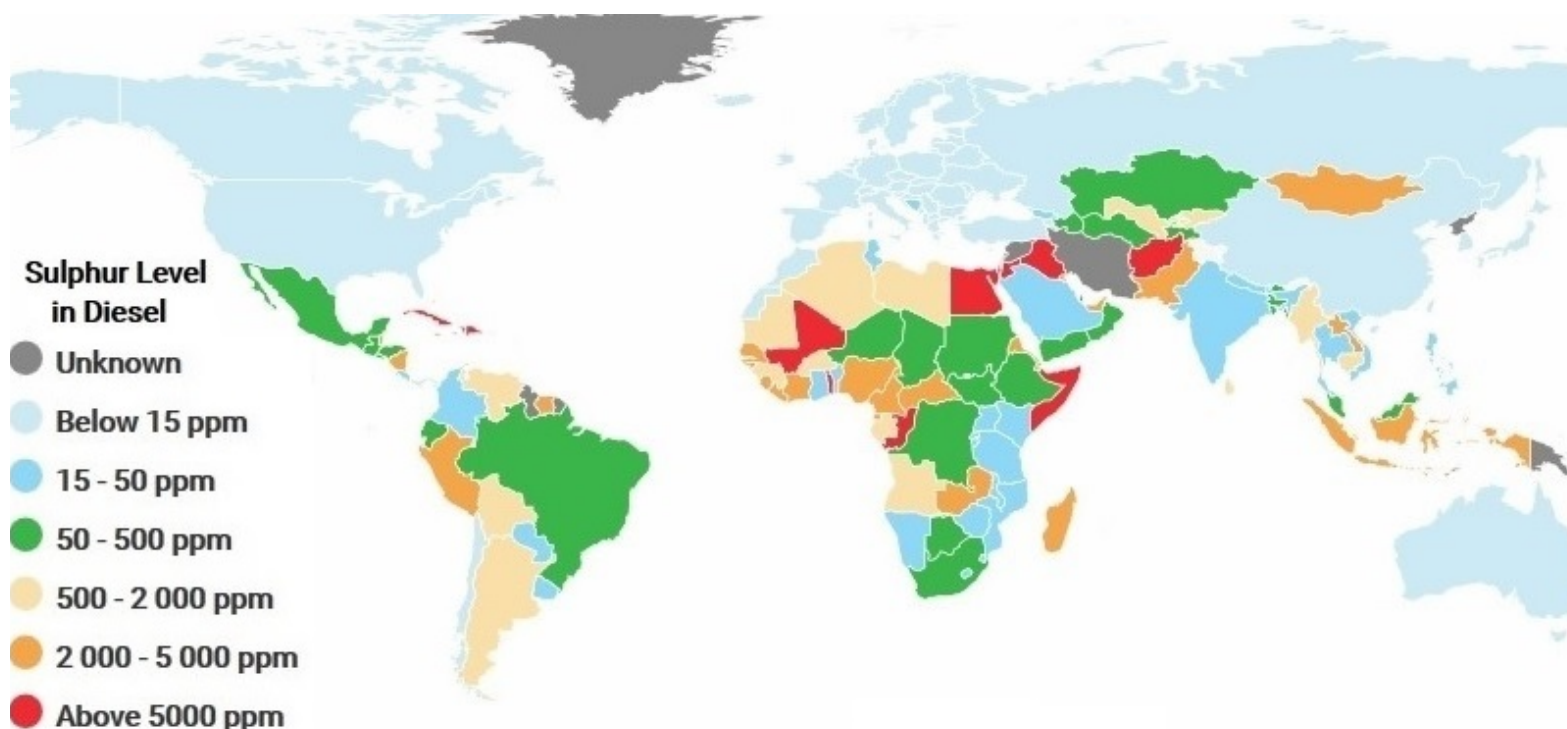 Sulphur Level
in Diesel
Unknown
Below 15 ppm
15 - 50 ppm
50 - 500 ppm
500 - 2 000 ppm
2 000 - 5 000 ppm
Above 5000 ppm